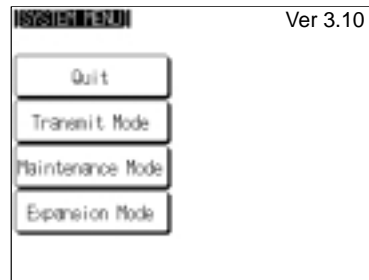 [SYSTEM MENU]
Ver 3.10
Quit
Transmit Mode
Maintenance Mode
Expansion Mode